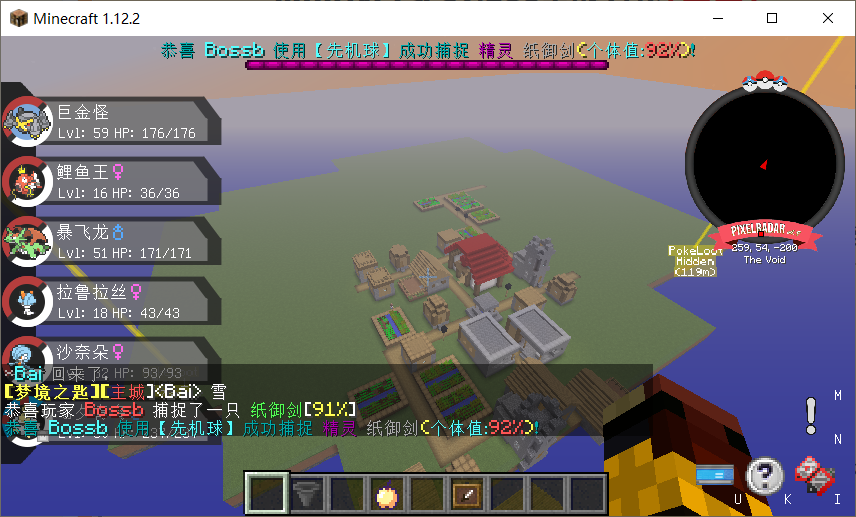 Minecraft 1.12.2
恭喜 Bossb 使用【先机球】成功捕捉 精灵 纸御剑(个体值:92%)!
巨金怪
Lvl: 59 HP: 176/176
鲤鱼王♀
Lvl: 16 HP: 36/36
暴飞龙♂
Lvl: 51 HP: 171/171
拉鲁拉丝♀
Lvl: 18 HP: 43/43
沙奈朵♀
HP: 93/93
PIXELRADAR
259, 54, -200
The Void
PokeLoot
Hidden
(119m)
*Bai 回来了,
[梦境之匙][主城]<Bai> 雪
恭喜玩家 Bossb 捕捉了一只 纸御剑[91%]
恭喜 Bossb 使用【先机球】成功捕捉 精灵 纸御剑(个体值:92%)!
M
N
U
K
I